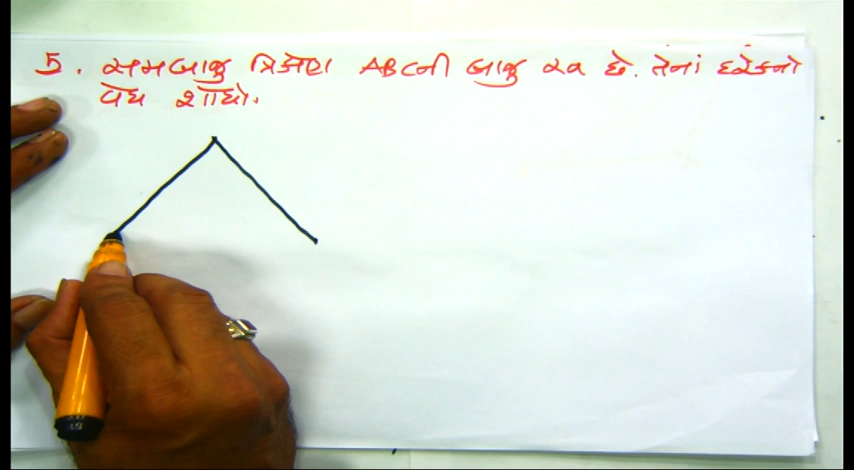 5. સમબાજુ ત્રિકોણ ABCની બાજુ 2a છે. તેનાં દરેકનો
વેધ શોધો.